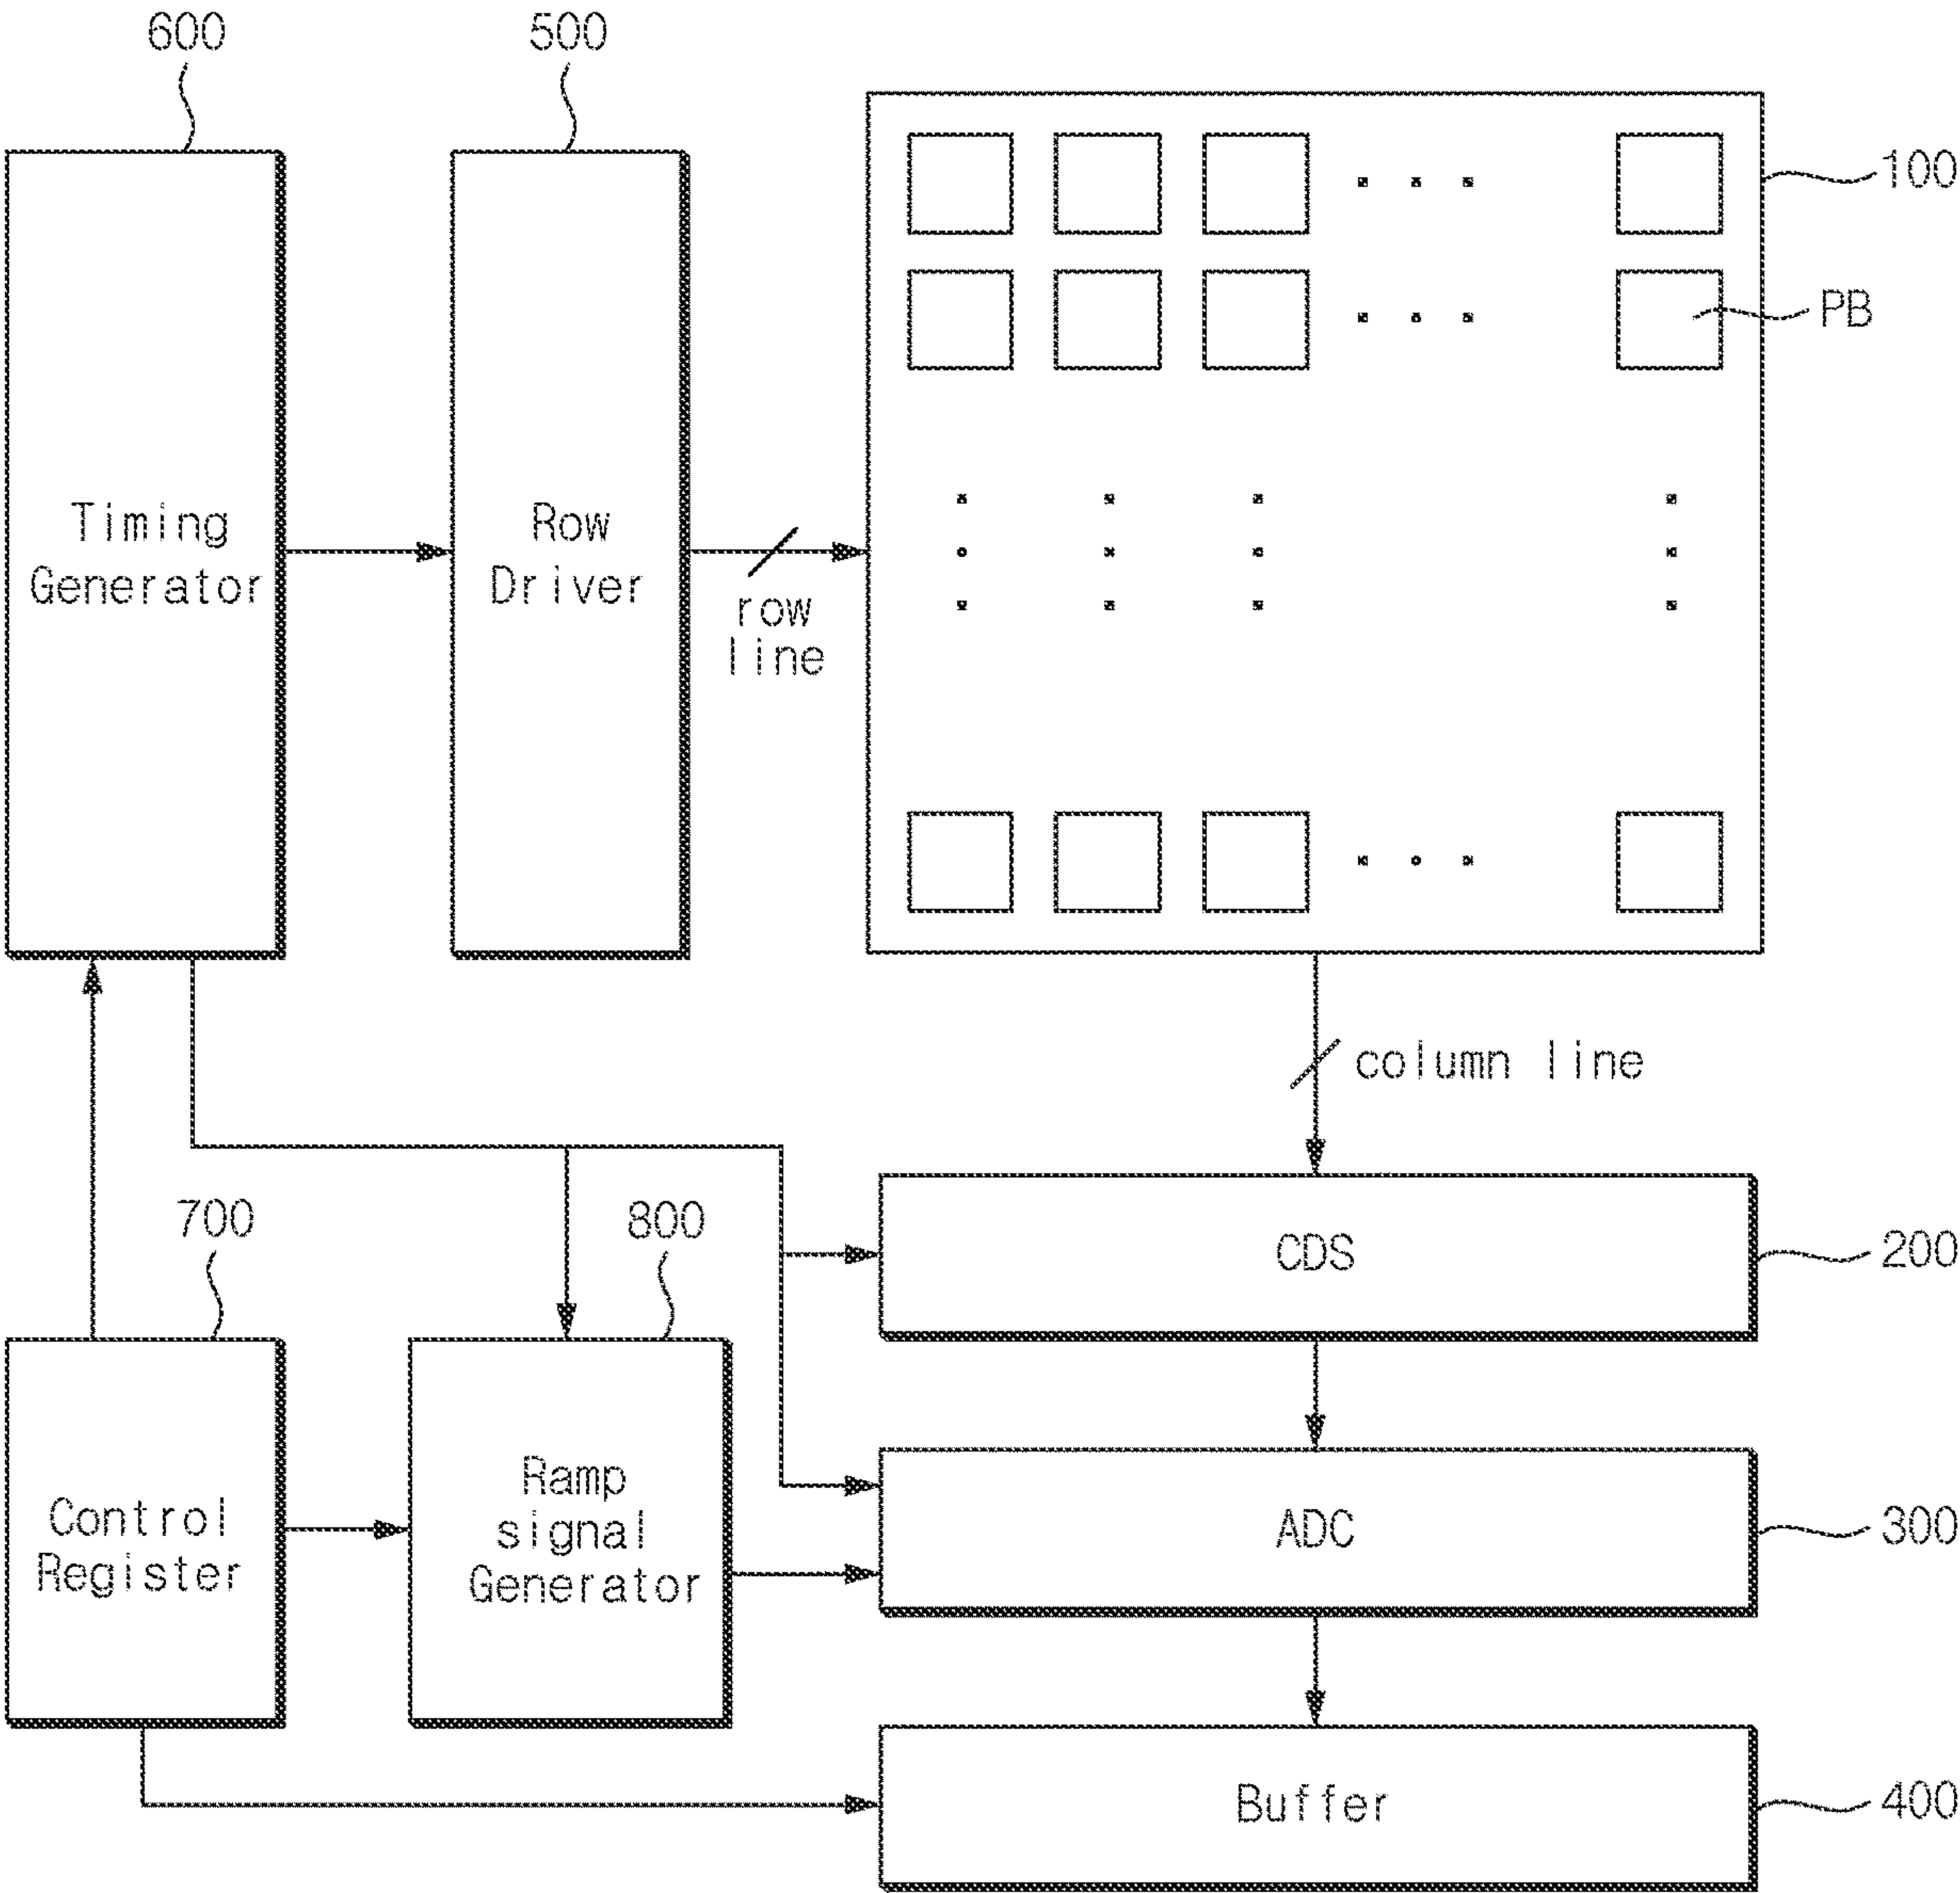 600
500
100
PB
Timing
Generator
Row
Driver
row
line
column line
700
800
CDS
200
Control
Register
Ramp
signal
Generator
ADC
300
Buffer
400